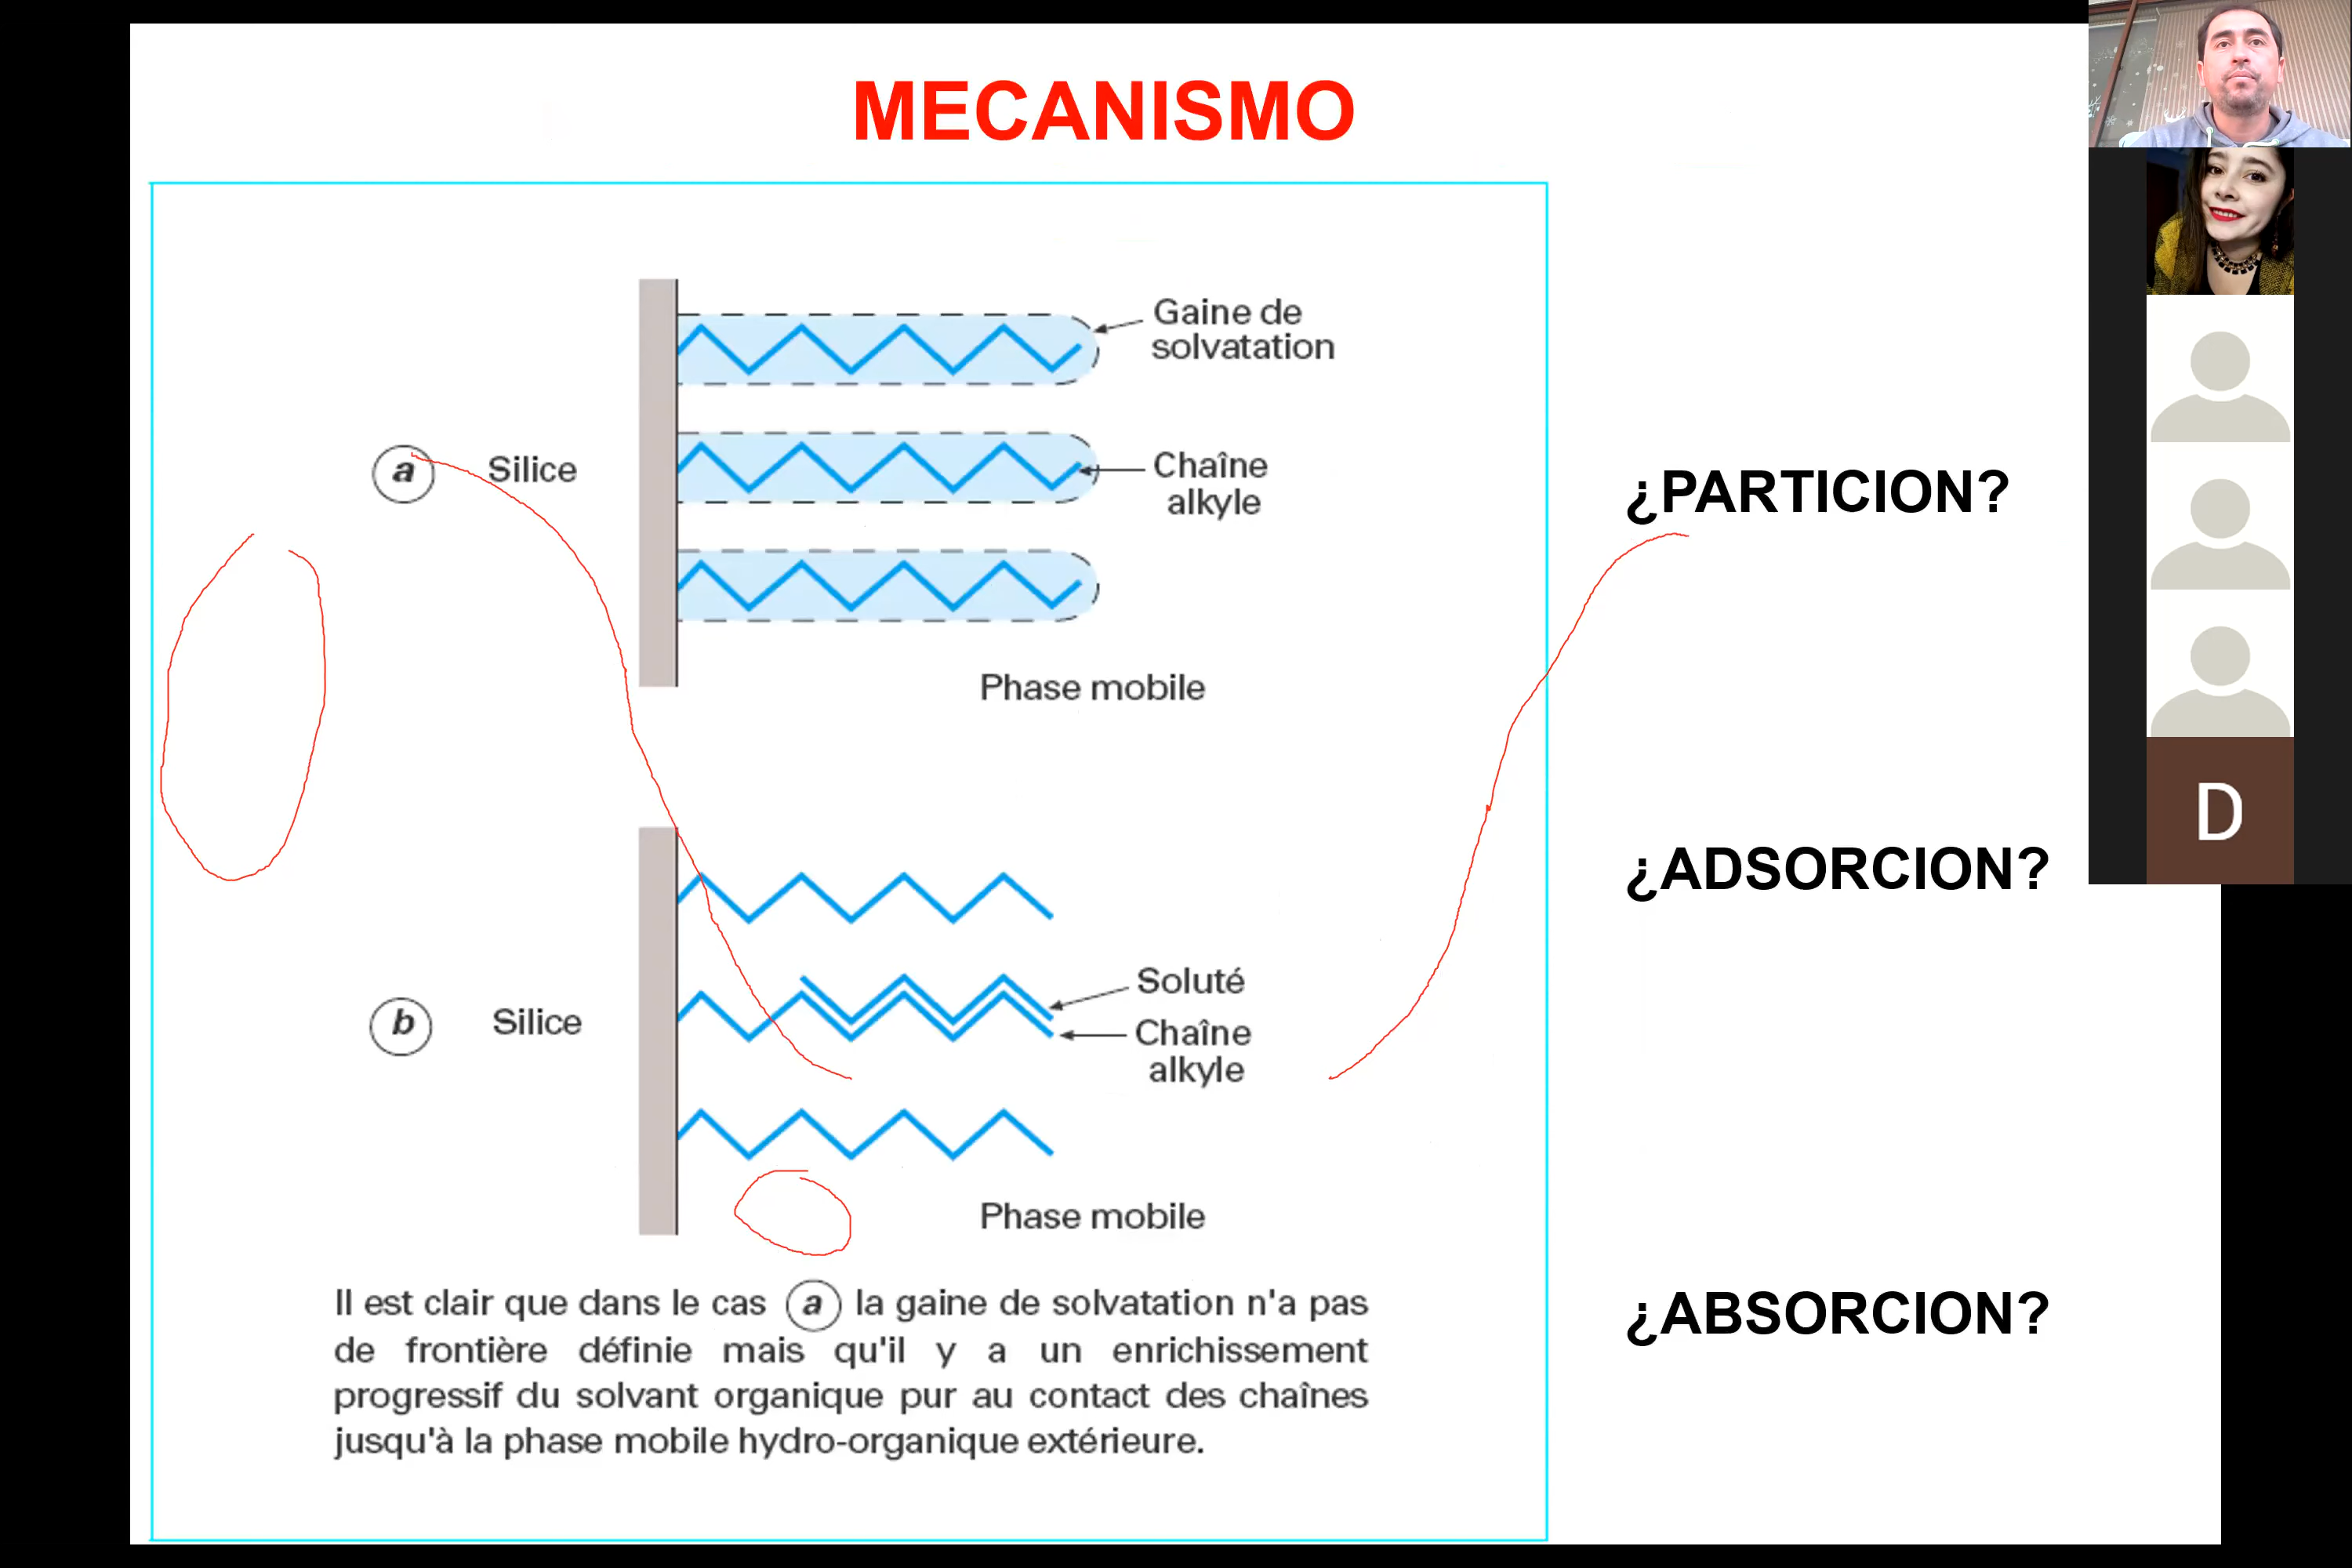 MECANISMO
Gaine de
solvatation
a
Silice
Chaîne
alkyle
¿PARTICION?
Phase mobile
¿ADSORCION?
D
Soluté
b
Silice
Chaîne
alkyle
Phase mobile
Il est clair que dans le cas a la gaine de solvatation n'a pas
de frontière définie mais qu'il y a un enrichissement
progressif du solvant organique pur au contact des chaînes
jusqu'à la phase mobile hydro-organique extérieure.
¿ABSORCION?